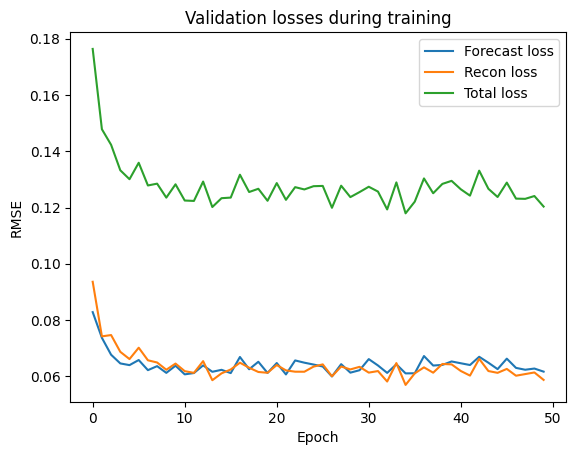 Validation losses during training
Forecast loss
Recon loss
Total loss
RMSE
0.18
0.16
0.14
0.12
0.10
0.08
0.06
0 10 20 30 40 50
Epoch